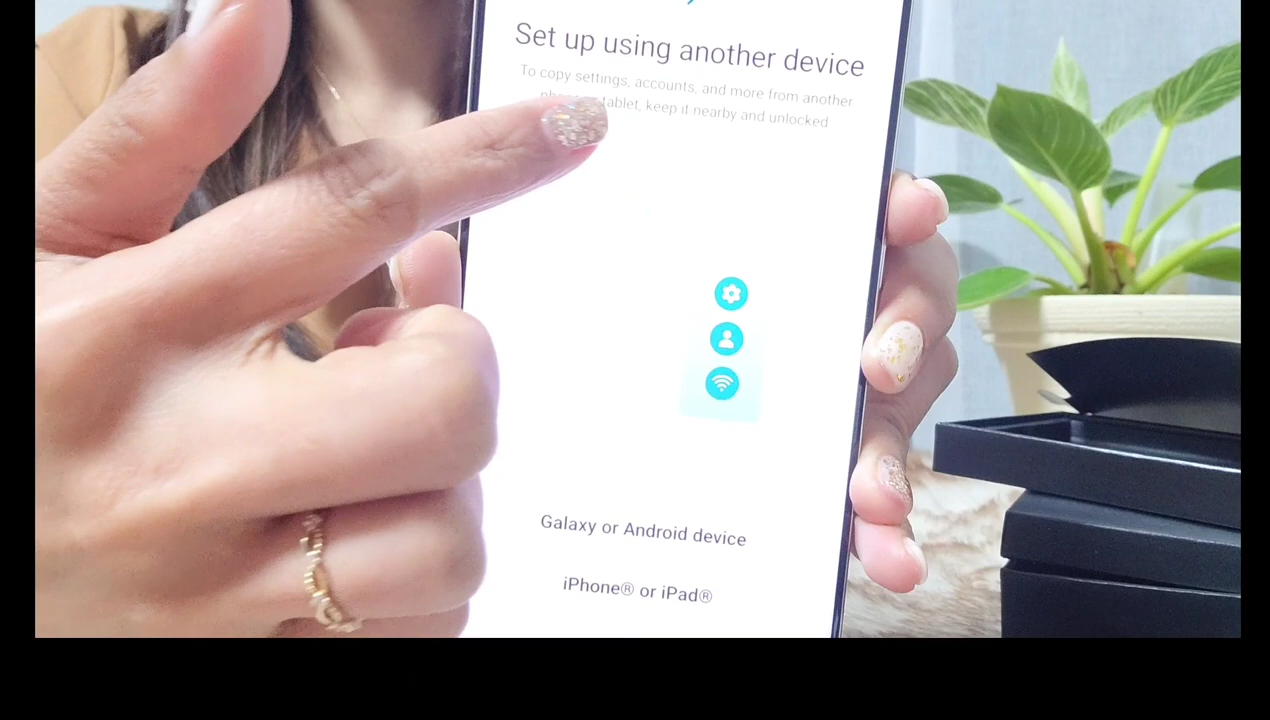 Set up using another device
To copy settings, accounts, and more from another
tablet, keep it nearby and unlocked
Galaxy or Android device
iPhone® or iPad®